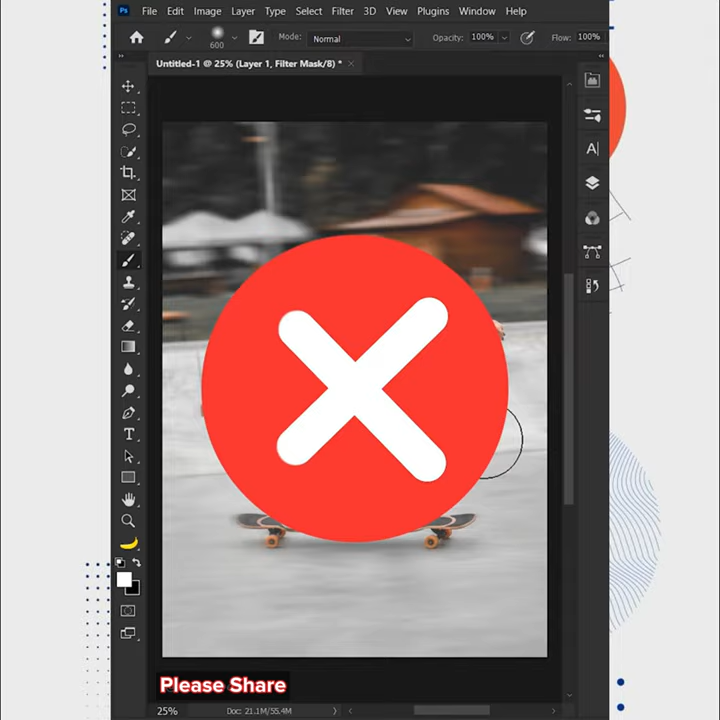 Ps File Edit Image Layer Type Select Filter 3D View Plugins Window Help
600 Mode: Normal Opacity: 100% Flow: 100%
Untitled-1 @ 25% (Layer 1, Filter Mask/8) * ×
A
T
Please Share
25% Doc: 21.1M/55.4M